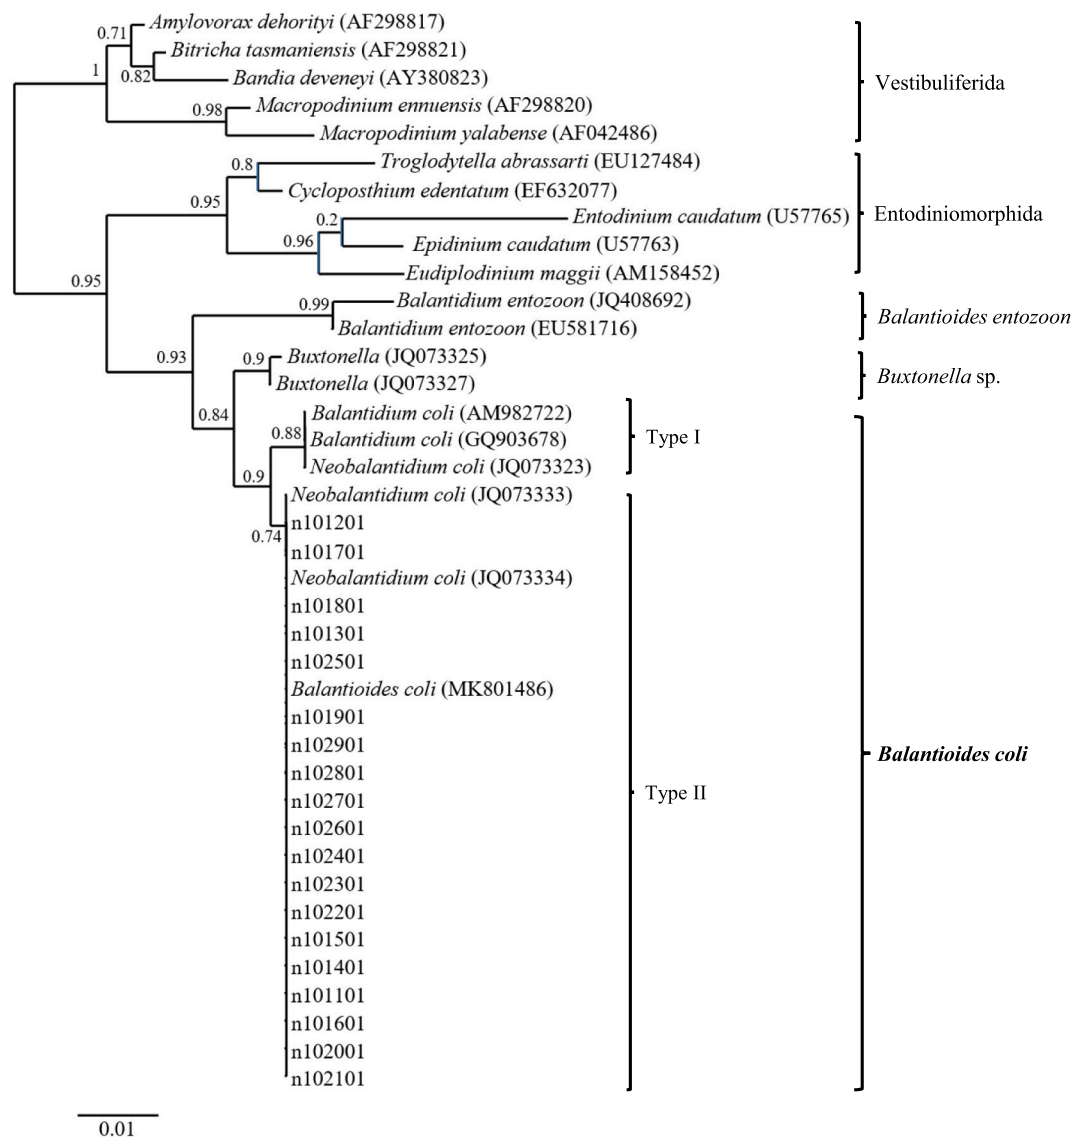 Amylovorax dehorityi (AF298817)
0.71
Bitricha tasmaniensis (AF298821)
1
0.82
Bandia deveneyi (AY380823)
Vestibuliferida
0.98
Macropodinium ennuensis (AF298820)
Macropodinium yalabense (AF042486)
0.8
Troglodytella abrassarti (EU127484)
Cycloposthium edentatum (EF632077)
0.95
0.2
Entodinium caudatum (U57765)
Entodiniomorphida
0.96
Epidinium caudatum (U57763)
Eudiplodinium maggii (AM158452)
0.95
0.99
Balantidium entozoon (JQ408692)
Balantioides entozoon
Balantidium entozoon (EU581716)
0.93
0.9
Buxtonella (JQ073325)
Buxtonella sp.
Buxtonella (JQ073327)
0.84
Balantidium coli (AM982722)
0.88
Balantidium coli (GQ903678)
Type I
Neobalantidium coli (JQ073323)
0.9
Neobalantidium coli (JQ073333)
n101201
0.74
n101701
Neobalantidium coli (JQ073334)
n101801
n101301
n102501
Balantioides coli (MK801486)
n101901
n102901
Balantioides coli
n102801
Type II
n102701
n102601
n102401
n102301
n102201
n101501
n101401
n101101
n101601
n102001
n102101
0.01